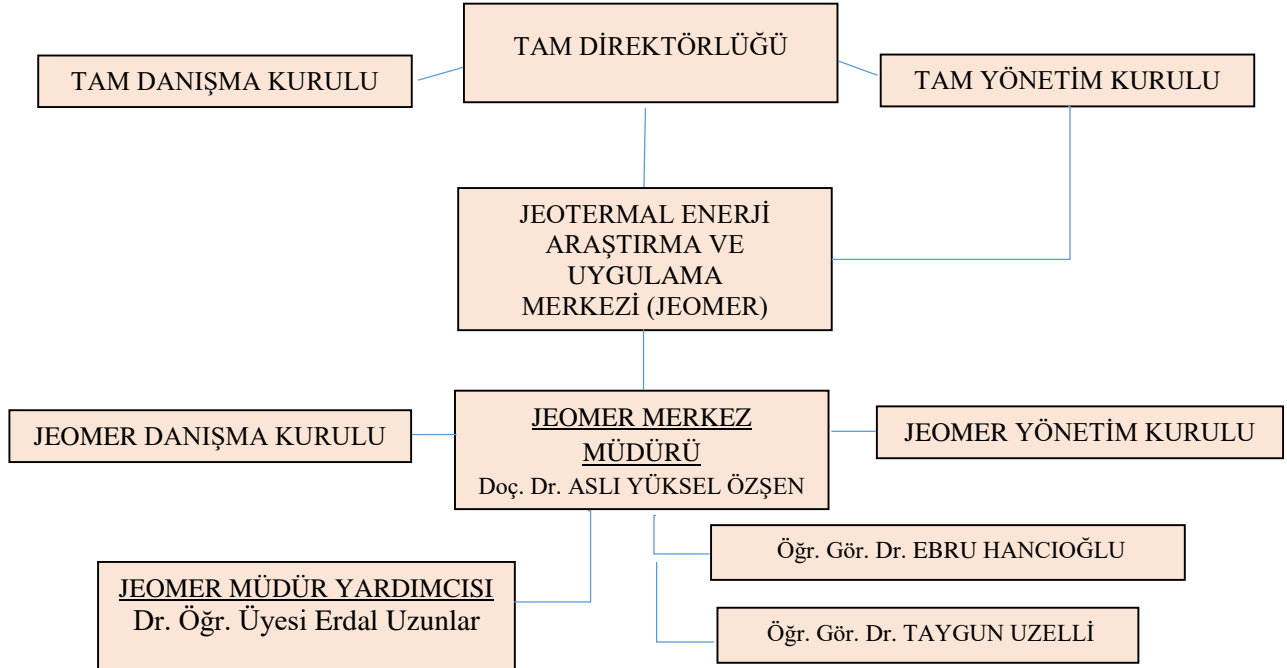 TAM DİREKTÖRLÜĞÜ
TAM DANIŞMA KURULU
TAM YÖNETİM KURULU
JEOTERMAL ENERJİ
ARAŞTIRMA VE
UYGULAMA
MERKEZİ (JEOMER)
JEOMER MERKEZ
MÜDÜRÜ
Doç. Dr. ASLI YÜKSEL ÖZŞEN
JEOMER DANIŞMA KURULU
JEOMER YÖNETİM KURULU
Öğr. Gör. Dr. EBRU HANCIOĞLU
JEOMER MÜDÜR YARDIMCISI
Dr. Öğr. Üyesi Erdal Uzunlar
Öğr. Gör. Dr. TAYGUN UZELLİ